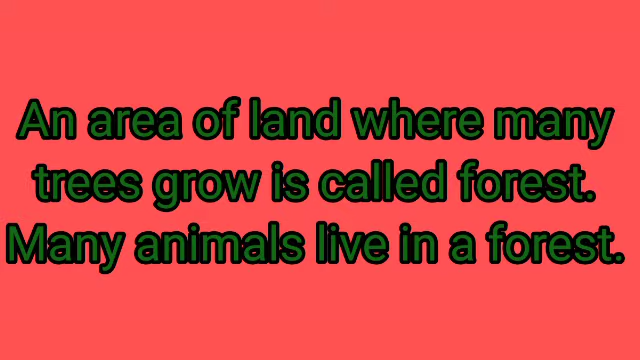 An area of land where many
trees grow is called forest.
Many animals live in a forest.